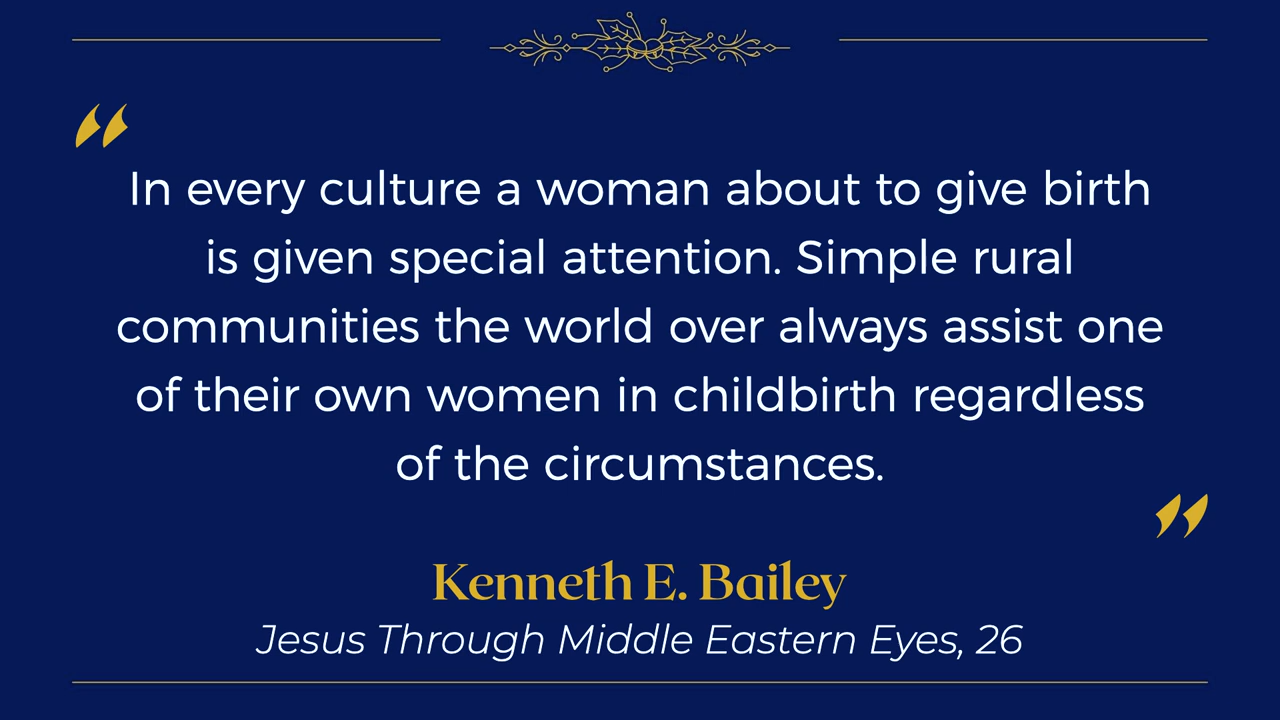 “
In every culture a woman about to give birth
is given special attention. Simple rural
communities the world over always assist one
of their own women in childbirth regardless
of the circumstances.
”
Kenneth E. Bailey
Jesus Through Middle Eastern Eyes, 26